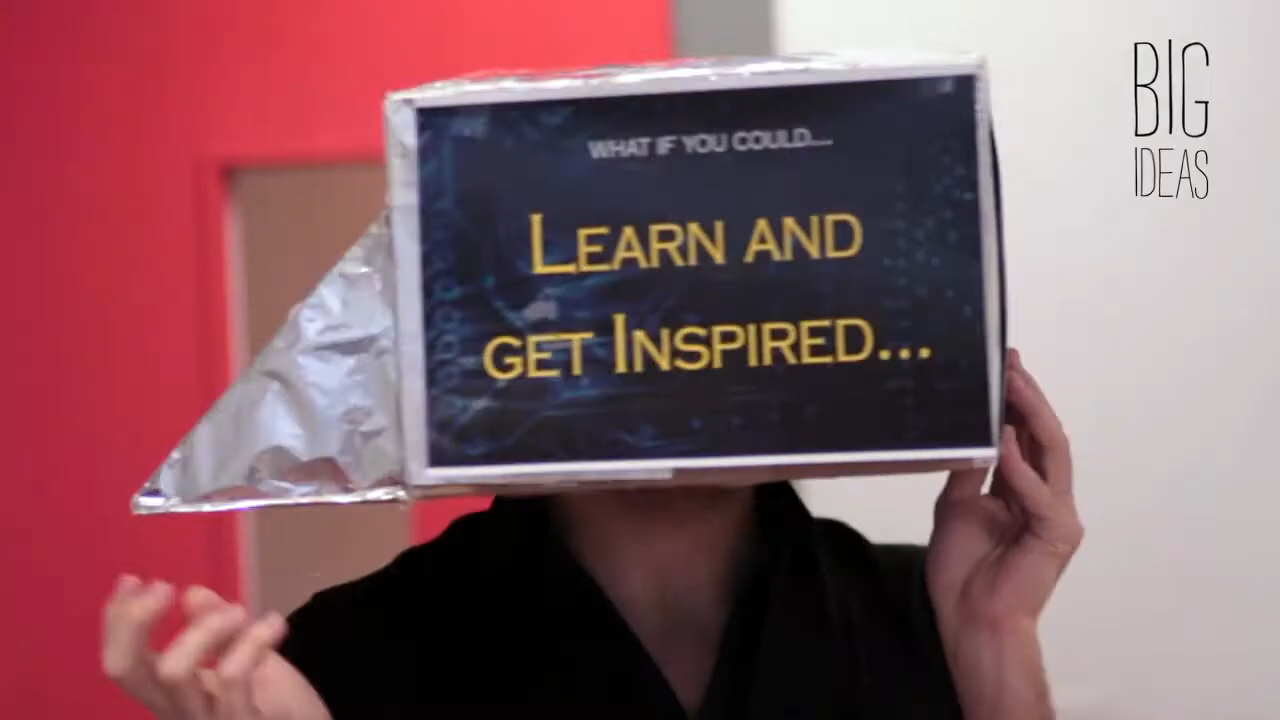 BIG
IDEAS
WHAT IF YOU COULD...
LEARN AND
GET INSPIRED...